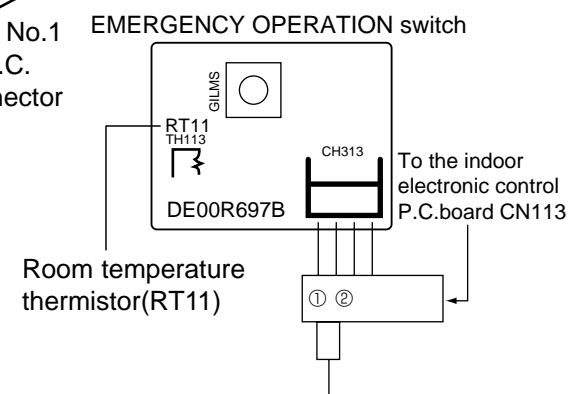 No.1
.C.
nector
EMERGENCY OPERATION switch
GILMS
RT11
TH113
CH313
DE00R697B
To the indoor
electronic control
P.C.board CN113
Room temperature
thermistor(RT11)
① ②